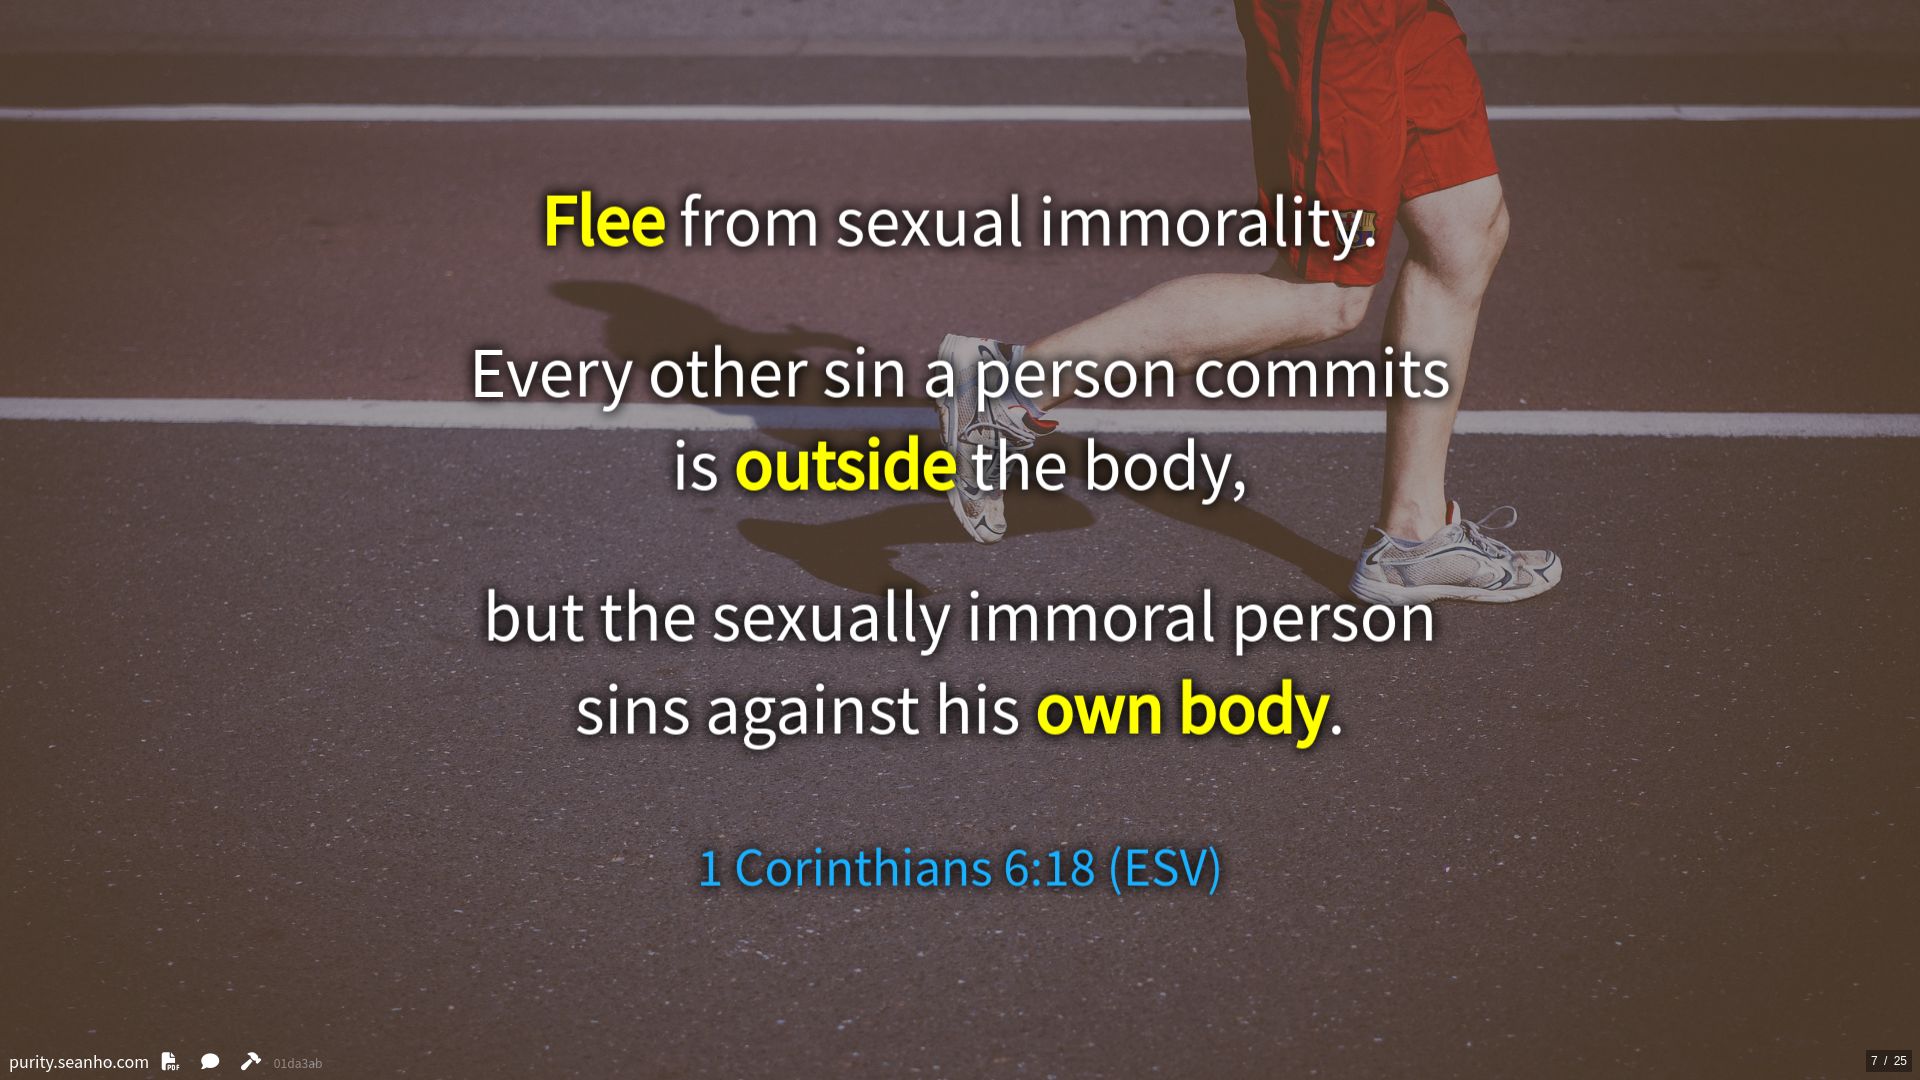 Flee from sexual immorality.
Every other sin a person commits
is outside the body,
but the sexually immoral person
sins against his own body.
1 Corinthians 6:18 (ESV)
purity.seanho.com PDF 01da3ab
7 / 25